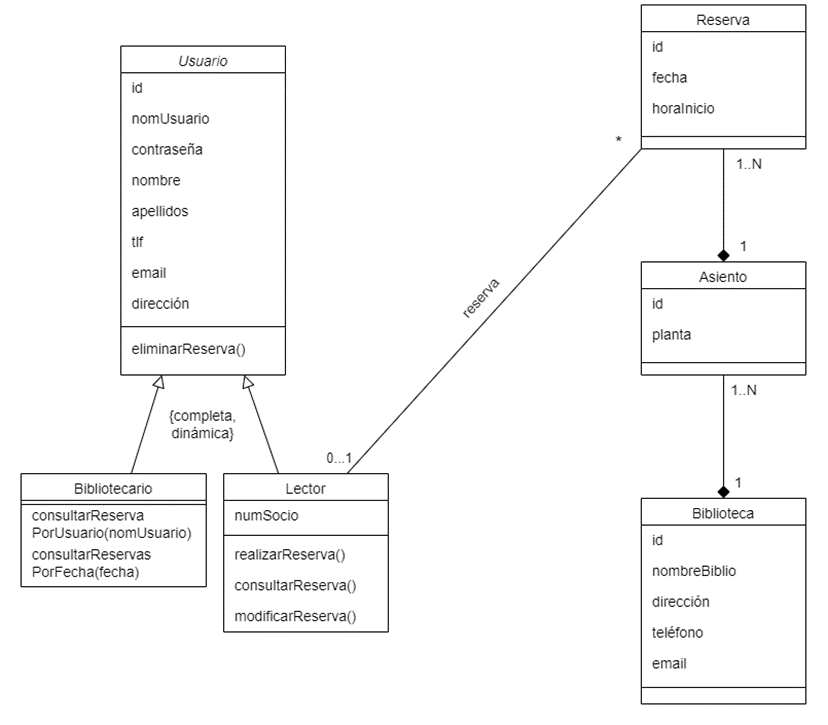 Usuario
id
nomUsuario
contraseña
nombre
apellidos
tlf
email
dirección
eliminarReserva()
{completa,
dinámica}
Bibliotecario
consultarReserva
PorUsuario(nomUsuario)
consultarReservas
PorFecha(fecha)
Lector
numSocio
realizarReserva()
consultarReserva()
modificarReserva()
0...1
reserva
*
Reserva
id
fecha
horaInicio
1..N
1
Asiento
id
planta
1..N
1
Biblioteca
id
nombreBiblio
dirección
teléfono
email